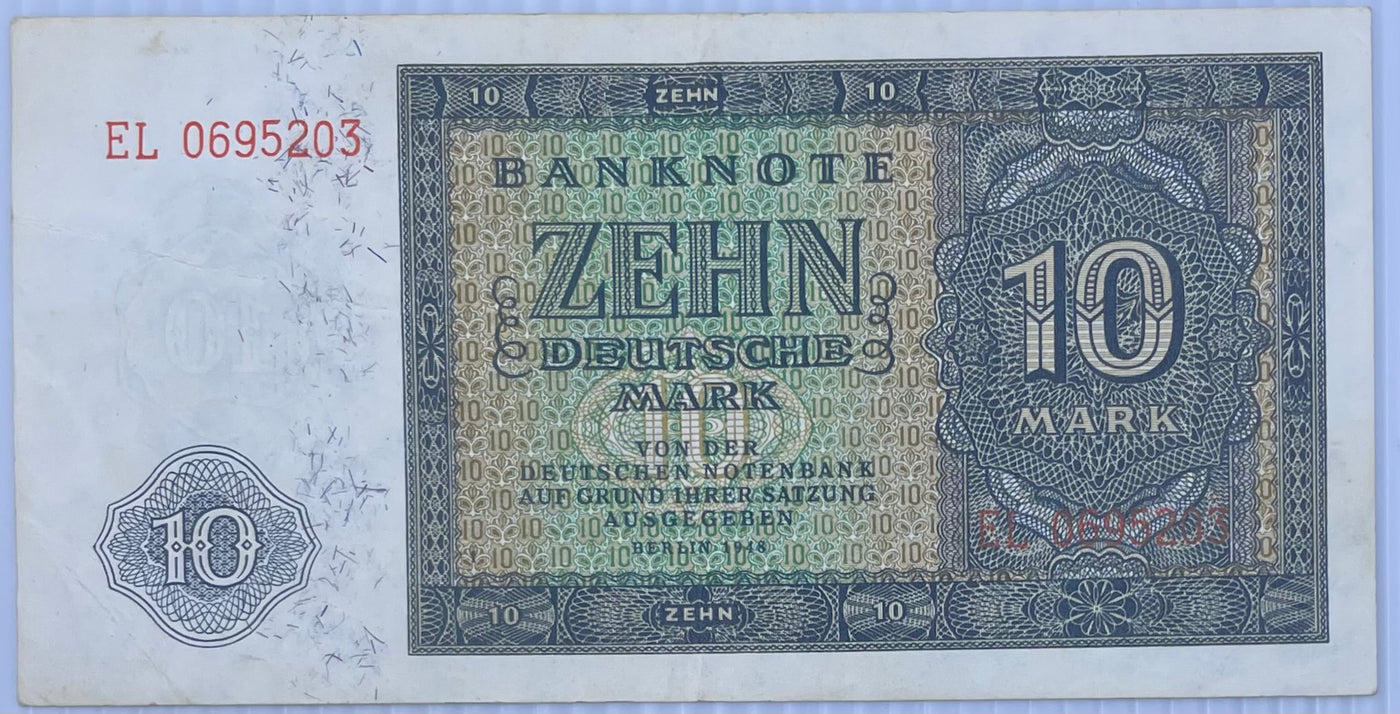 10 ZEHN 10
EL 0695203
BANKNOTE
ZEHN
DEUTSCHE
MARK
VON DER
DEUTSCHEN NOTENBANK
AUF GRUND IHRER SATZUNG
AUSGEGEBEN
BERLIN 1948
10
MARK
EL 0695203
10
10 ZEHN 10